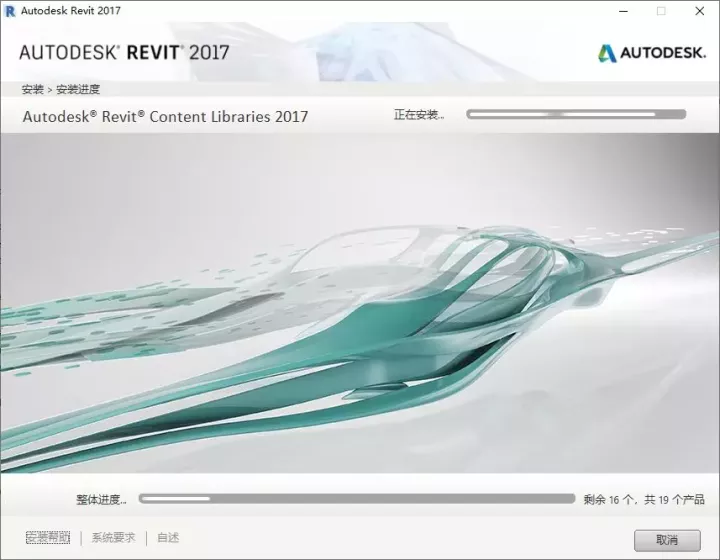 Autodesk Revit 2017
AUTODESK® REVIT® 2017
AUTODESK.
安装 > 安装进度
Autodesk® Revit® Content Libraries 2017
正在安装...
整体进度...
剩余 16 个，共 19 个产品
安装帮助 | 系统要求 | 自述
取消